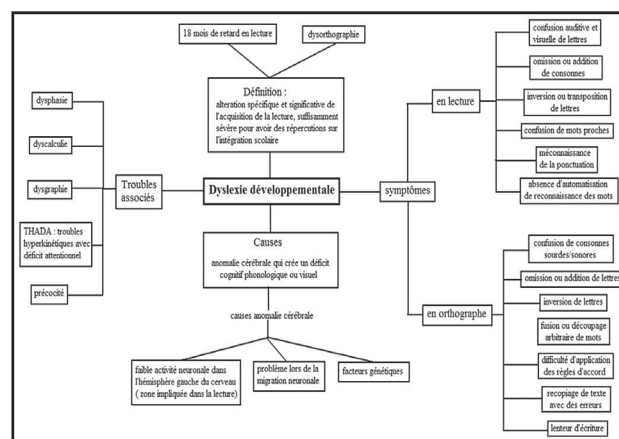 18 mois de retard en lecture
dysorthographie
Définition :
alteration spécifique et significative de
l'acquisition de la lecture, suffisamment
sévère pour avoir des répercutions sur
l'intégration scolaire
dysphasie
dyscalculie
dysgraphie
THADA : troubles
hyperkinétiques avec
déficit attentionnel
précocité
Troubles
associés
Dyslexie développementale
Causes
anomalie cérébrale qui crée un déficit
cognitif phonologique ou visuel
causes anomalie cérébrale
faible activité neuronale dans
l'hémisphère gauche du cerveau
( zone impliquée dans la lecture)
problème lors de la
migration neuronale
facteurs génétiques
symptômes
en lecture
confusion auditive et
visuelle de lettres
omission ou addition
de consonnes
inversion ou transposition
de lettres
confusion de mots proches
méconnaissance
de la ponctuation
absence d'automatisation
de reconnaissance des mots
en orthographe
confusion de consonnes
sourdes/sonores
omission ou addition de lettres
inversion de lettres
fusion ou découpage
arbitraire de mots
difficulté d'application
des règles d'accord
recopiage de texte
avec des erreurs
lenteur d'écriture